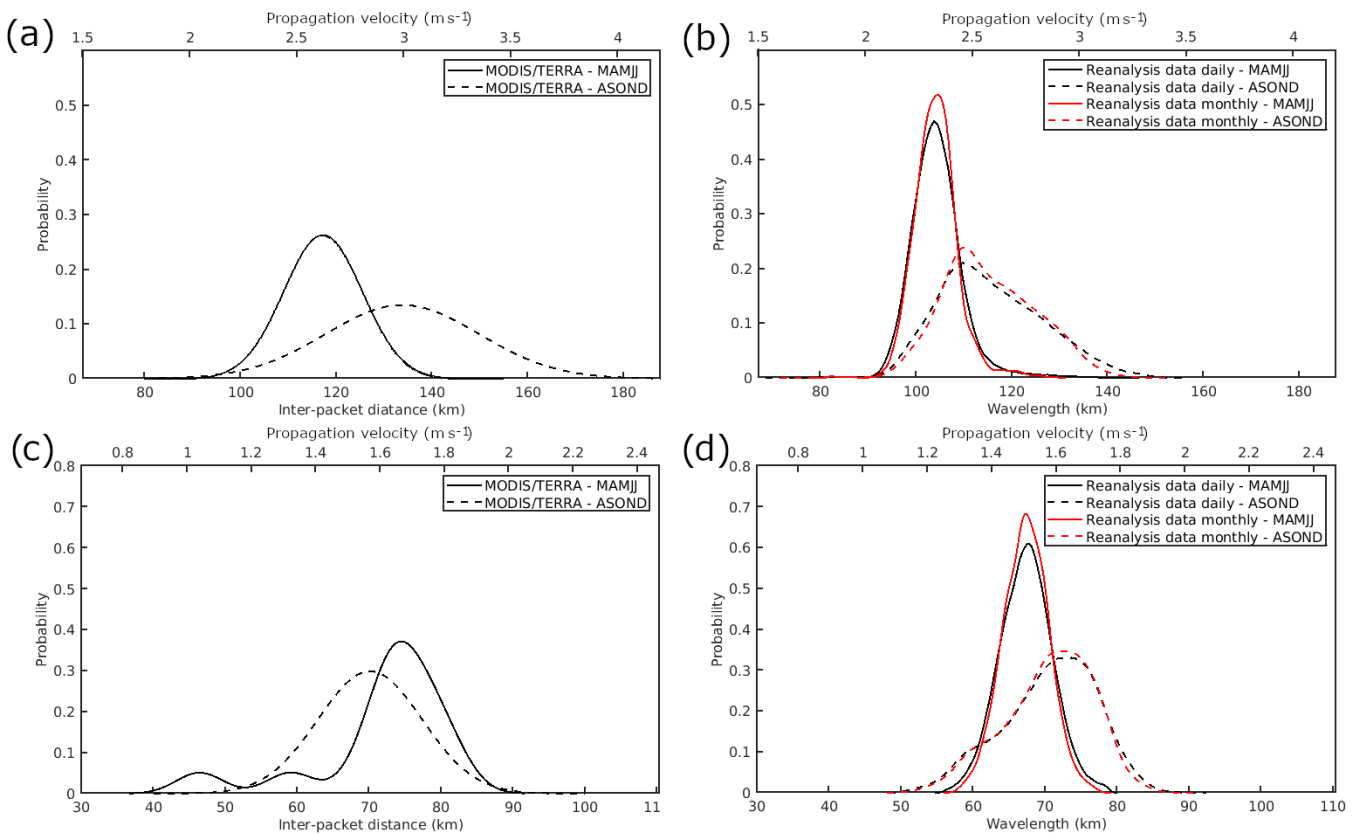 (a)
Propagation velocity (m s-1)
1.5 2 2.5 3 3.5 4
MODIS/TERRA - MAMJJ
MODIS/TERRA - ASOND
0.5
0.4
0.3
0.2
0.1
0
Probability
80 100 120 140 160 180
Inter-packet distance (km)
(b)
Propagation velocity (m s-1)
1.5 2 2.5 3 3.5 4
Reanalysis data daily - MAMJJ
Reanalysis data daily - ASOND
Reanalysis data monthly - MAMJJ
Reanalysis data monthly - ASOND
0.5
0.4
0.3
0.2
0.1
0
Probability
80 100 120 140 160 180
Wavelength (km)
(c)
Propagation velocity (m s-1)
0.8 1 1.2 1.4 1.6 1.8 2 2.2 2.4
MODIS/TERRA - MAMJJ
MODIS/TERRA - ASOND
0.8
0.7
0.6
0.5
0.4
0.3
0.2
0.1
0
Probability
30 40 50 60 70 80 90 100 11
Inter-packet distance (km)
(d)
Propagation velocity (m s-1)
0.8 1 1.2 1.4 1.6 1.8 2 2.2 2.4
Reanalysis data daily - MAMJJ
Reanalysis data daily - ASOND
Reanalysis data monthly - MAMJJ
Reanalysis data monthly - ASOND
0.8
0.7
0.6
0.5
0.4
0.3
0.2
0.1
0
Probability
30 40 50 60 70 80 90 100 110
Wavelength (km)